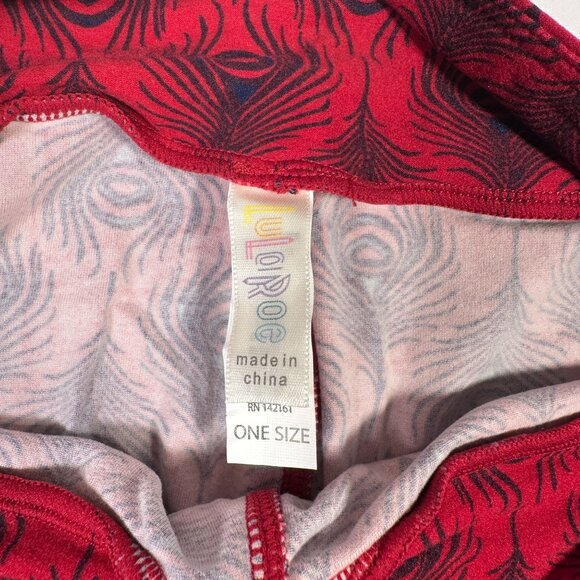 LuLaRoe
made in
china
RN 142161
ONE SIZE